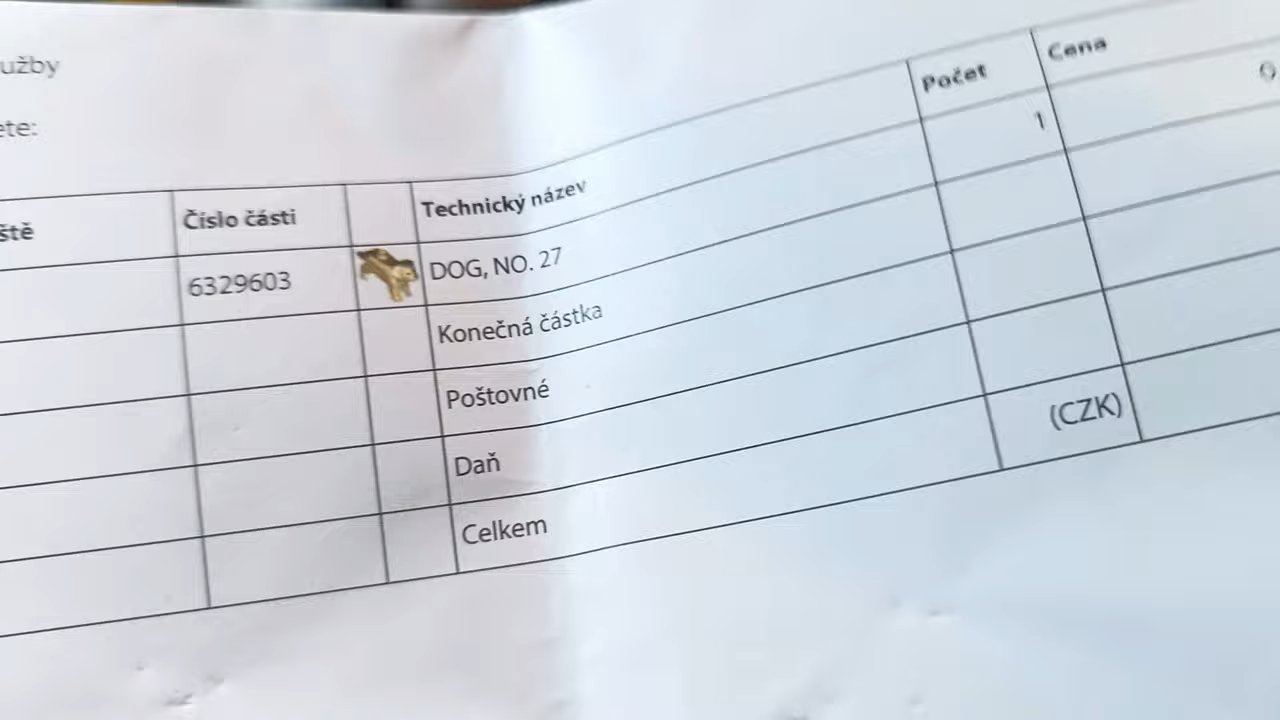 užby
ete:
ště Číslo části Technický název Počet Cena
6329603 DOG, NO. 27 1 0
Konečná částka
Poštovné
Daň
Celkem (CZK)